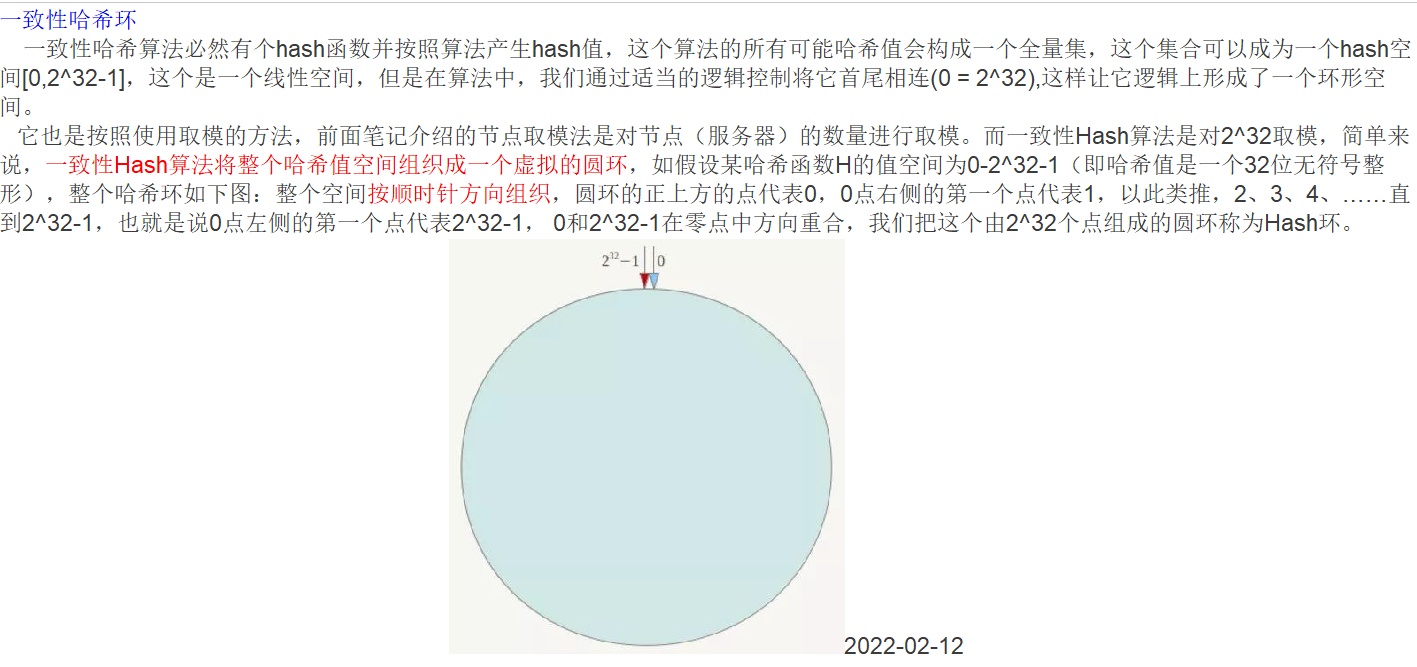 一致性哈希环
一致性哈希算法必然有个hash函数并按照算法产生hash值，这个算法的所有可能哈希值会构成一个全量集，这个集合可以成为一个hash空
间[0,2^32-1]，这个是一个线性空间，但是在算法中，我们通过适当的逻辑控制将它首尾相连(0 = 2^32),这样让它逻辑上形成了一个环形空
间。
它也是按照使用取模的方法，前面笔记介绍的节点取模法是对节点（服务器）的数量进行取模。而一致性Hash算法是对2^32取模，简单来
说，一致性Hash算法将整个哈希值空间组织成一个虚拟的圆环，如假设某哈希函数H的值空间为0-2^32-1（即哈希值是一个32位无符号整
形），整个哈希环如下图：整个空间按顺时针方向组织，圆环的正上方的点代表0，0点右侧的第一个点代表1，以此类推，2、3、4、……直
到2^32-1，也就是说0点左侧的第一个点代表2^32-1， 0和2^32-1在零点中方向重合，我们把这个由2^32个点组成的圆环称为Hash环。
2³²−1 0
2022-02-12